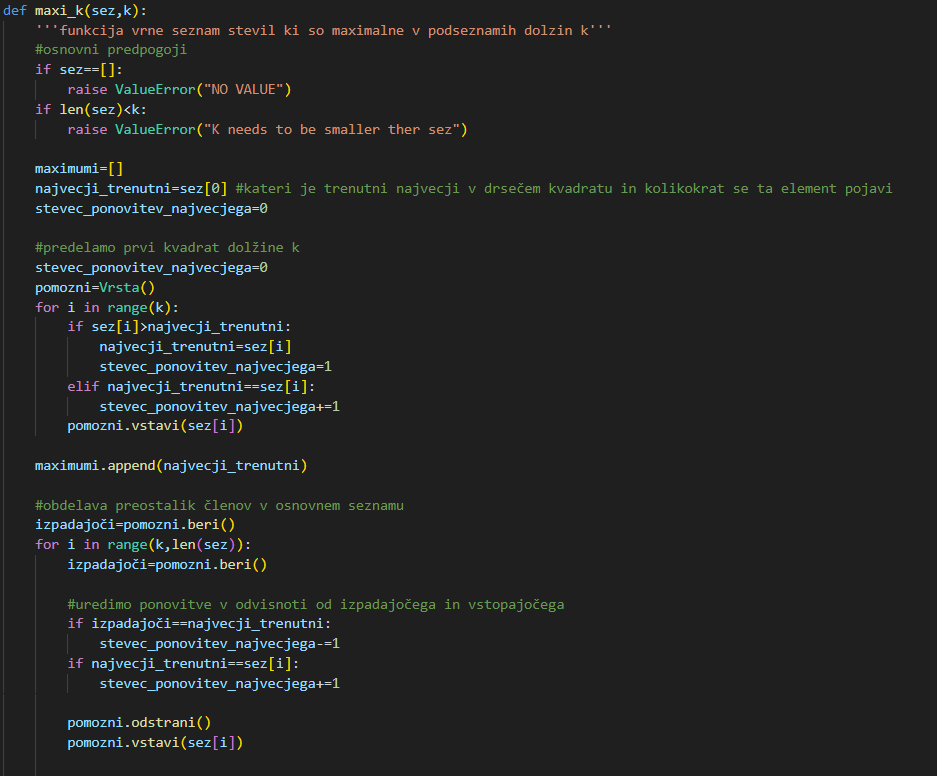 def maxi_k(sez,k):
    '''funkcija vrne seznam stevil ki so maximalne v podseznamih dolzin k'''
    #osnovni predpogoji
    if sez==[]:
        raise ValueError("NO VALUE")
    if len(sez)<k:
        raise ValueError("K needs to be smaller ther sez")
    maximumi=[]
    najvecji_trenutni=sez[0] #kateri je trenutni najvecji v drsečem kvadratu in kolikokrat se ta element pojavi
    stevec_ponovitev_najvecjega=0
    #predelamo prvi kvadrat dolžine k
    stevec_ponovitev_najvecjega=0
    pomozni=Vrsta()
    for i in range(k):
        if sez[i]>najvecji_trenutni:
            najvecji_trenutni=sez[i]
            stevec_ponovitev_najvecjega=1
        elif najvecji_trenutni==sez[i]:
            stevec_ponovitev_najvecjega+=1
        pomozni.vstavi(sez[i])
    maximumi.append(najvecji_trenutni)
    #obdelava preostalik členov v osnovnem seznamu
    izpadajoči=pomozni.beri()
    for i in range(k,len(sez)):
        izpadajoči=pomozni.beri()
        #uredimo ponovitve v odvisnoti od izpadajočega in vstopajočega
        if izpadajoči==najvecji_trenutni:
            stevec_ponovitev_najvecjega-=1
        if najvecji_trenutni==sez[i]:
            stevec_ponovitev_najvecjega+=1
        pomozni.odstrani()
        pomozni.vstavi(sez[i])